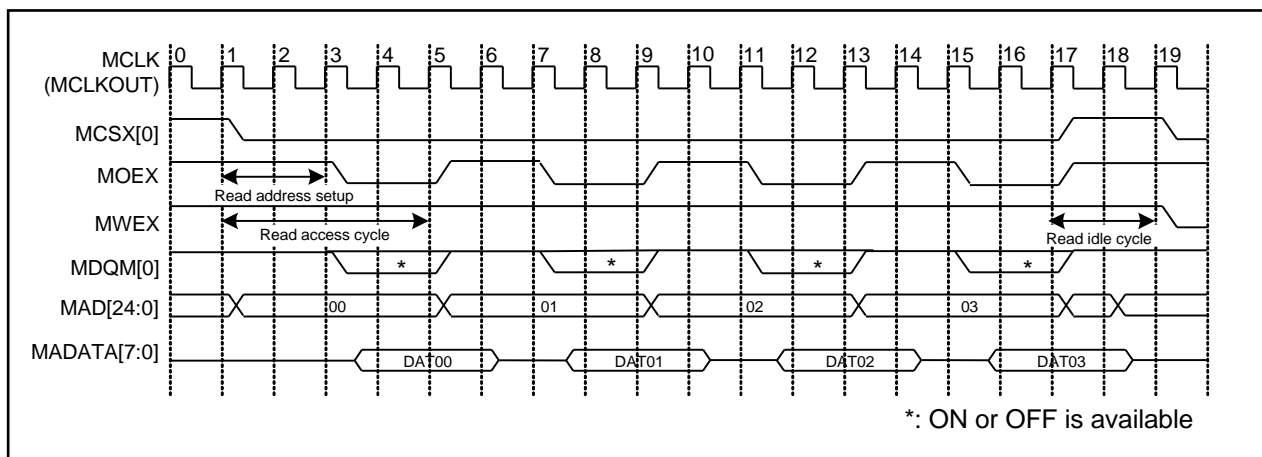 MCLK 0 1 2 3 4 5 6 7 8 9 10 11 12 13 14 15 16 17 18 19
(MCLKOUT)
MCSX[0]
MOEX
Read address setup
MWEX
Read access cycle
Read idle cycle
MDQM[0] * * * *
MAD[24:0] 00 01 02 03
MADATA[7:0] DAT00 DAT01 DAT02 DAT03
*: ON or OFF is available